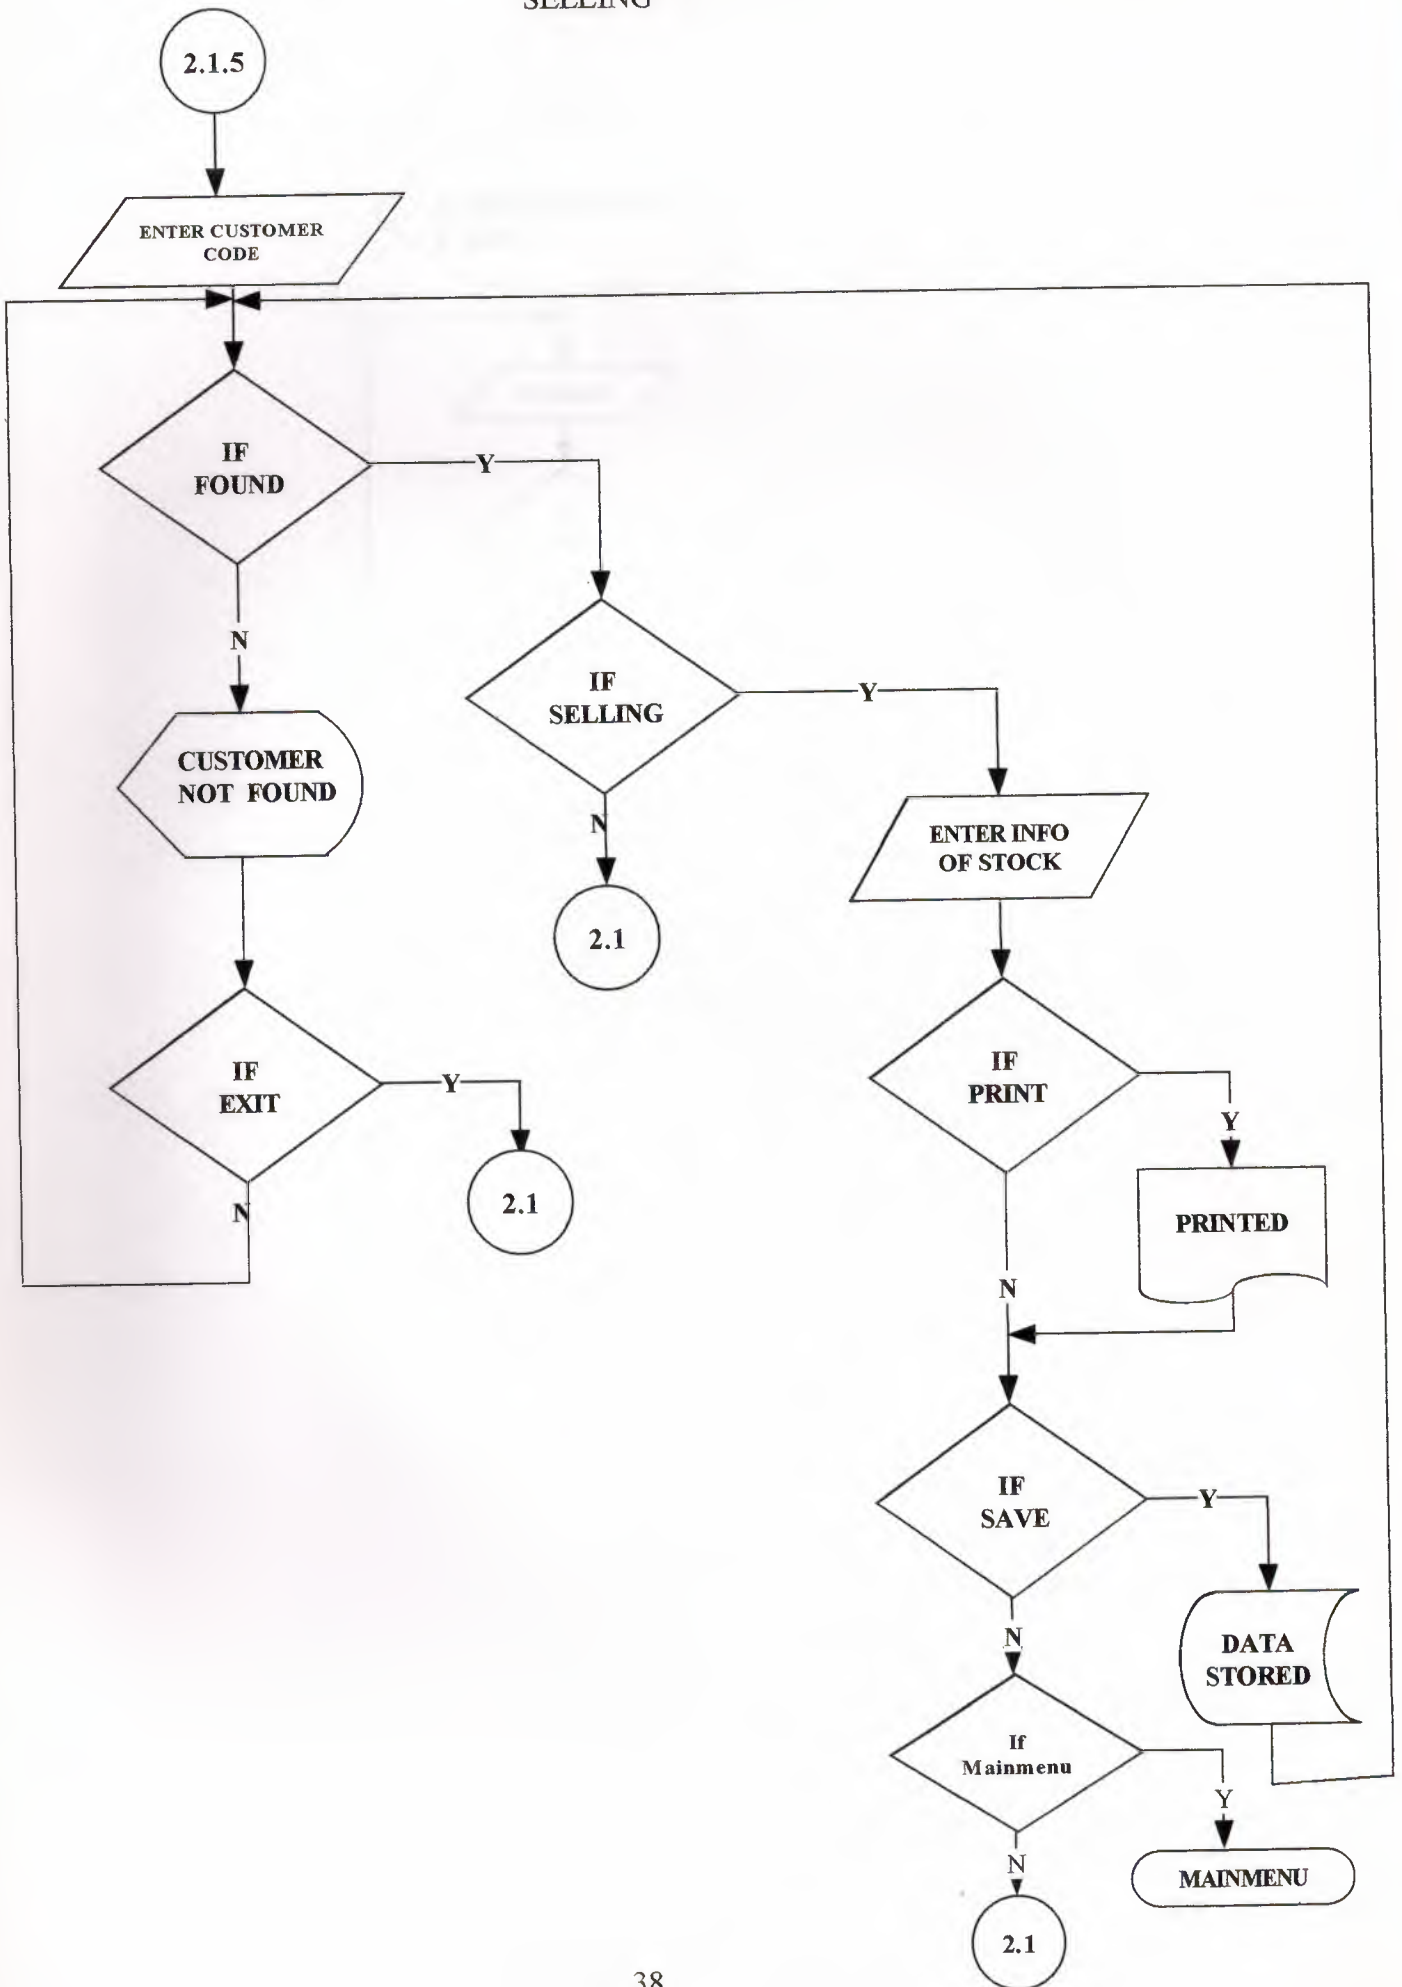 SELLING
2.1.5
ENTER CUSTOMER
CODE
IF
FOUND
Y
N
IF
SELLING
Y
CUSTOMER
NOT FOUND
N
ENTER INFO
OF STOCK
2.1
IF
EXIT
Y
IF
PRINT
Y
N
2.1
PRINTED
N
IF
SAVE
Y
N
DATA
STORED
If
Mainmenu
Y
N
MAINMENU
2.1
38